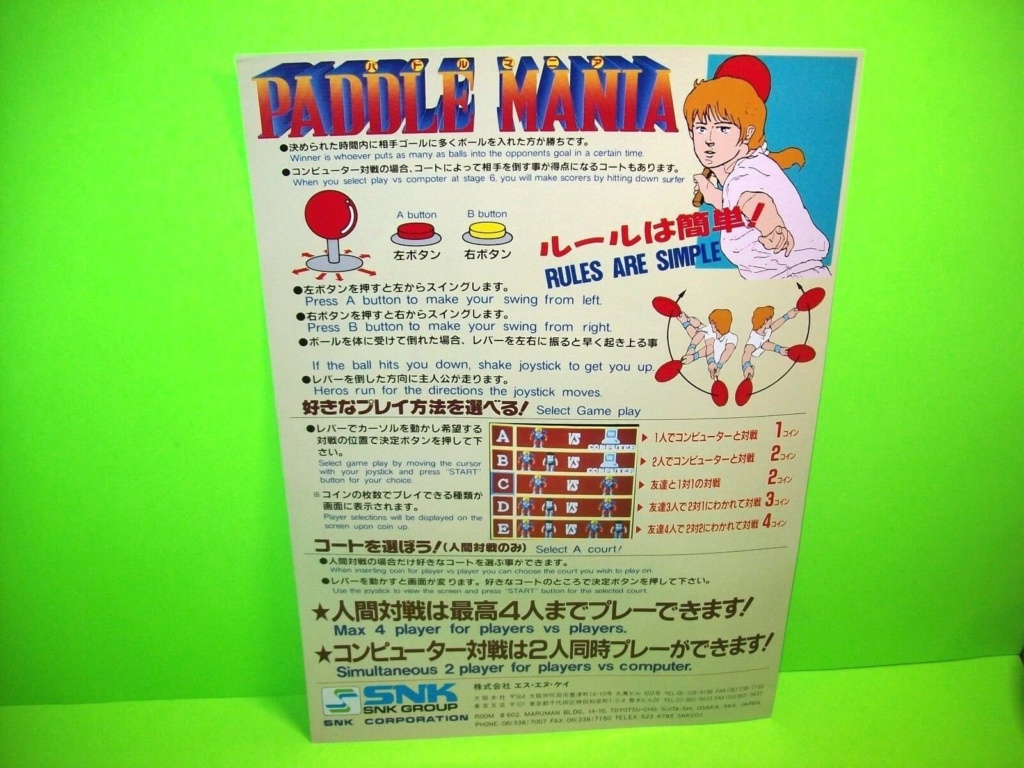 パドルマニア
PADDLE MANIA
●決められた時間内に相手ゴールに多くボールを入れた方が勝ちです。
Winner is whoever puts as many as balls into the opponents goal in a certain time.
●コンピューター対戦の場合、コートによって相手を倒す事が得点になるコートもあります。
When you select play vs compoter at stage 6, you will make scorers by hitting down surfer
A button
B button
左ボタン
右ボタン
ルールは簡単!
RULES ARE SIMPLE
●左ボタンを押すと左からスイングします。
Press A button to make your swing from left.
●右ボタンを押すと右からスイングします。
Press B button to make your swing from right.
●ボールを体に受けて倒れた場合、レバーを左右に振ると早く起き上る事
If the ball hits you down, shake joystick to get you up.
●レバーを倒した方向に主人公が走ります。
Heros run for the directions the joystick moves.
好きなプレイ方法を選べる! Select Game play
●レバーでカーソルを動かし希望する
対戦の位置で決定ボタンを押して下
さい。
Select game play by moving the cursor
with your joystick and press "START"
button for your choice.
※コインの枚数でプレイできる種類が
画面に表示されます。
Player selections will be displayed on the
screen upon coin up.
A VS COMPUTER
B VS COMPUTER
C VS
D VS
E VS
1人でコンピューターと対戦 1コイン
2人でコンピューターと対戦 2コイン
友達と1対1の対戦 2コイン
友達3人で2対1にわかれて対戦 3コイン
友達4人で2対2にわかれて対戦 4コイン
コートを選ぼう!(人間対戦のみ) Select A court!
●人間対戦の場合だけ好きなコートを選ぶ事ができます。
When inserting coin for player vs player you can choose the court you wish to play on.
●レバーを動かすと画面が変ります。好きなコートのところで決定ボタンを押して下さい。
Use the joystick to view the screen and press "START" button for the selected court.
★人間対戦は最高4人までプレーできます!
Max 4 player for players vs players.
★コンピューター対戦は2人同時プレーができます!
Simultaneous 2 player for players vs computer.
SNK
SNK GROUP
SNK CORPORATION
株式会社 エス・エヌ・ケイ
ROOM #602, MARUMAN BLDG, 14-10, TOYOTSU-CHO, SUITA-SHI, OSAKA, 564, JAPAN.
PHONE 06(338)7007 FAX 06(338)7150 TELEX 523 6785 SNKOSJ